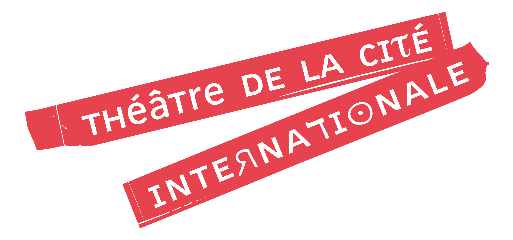 THéâTre DE LA CITÉ
INTERNATIONALE